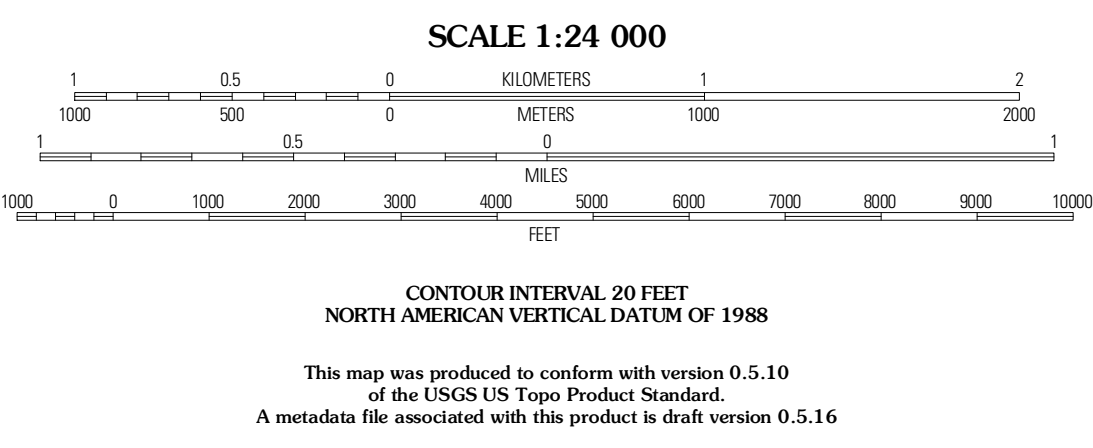 SCALE 1:24 000
1 0.5 0 KILOMETERS 1 2
1000 500 0 METERS 1000 2000
1 0.5 0 1
MILES
1000 0 1000 2000 3000 4000 5000 6000 7000 8000 9000 10000
FEET
CONTOUR INTERVAL 20 FEET
NORTH AMERICAN VERTICAL DATUM OF 1988
This map was produced to conform with version 0.5.10
of the USGS US Topo Product Standard.
A metadata file associated with this product is draft version 0.5.16